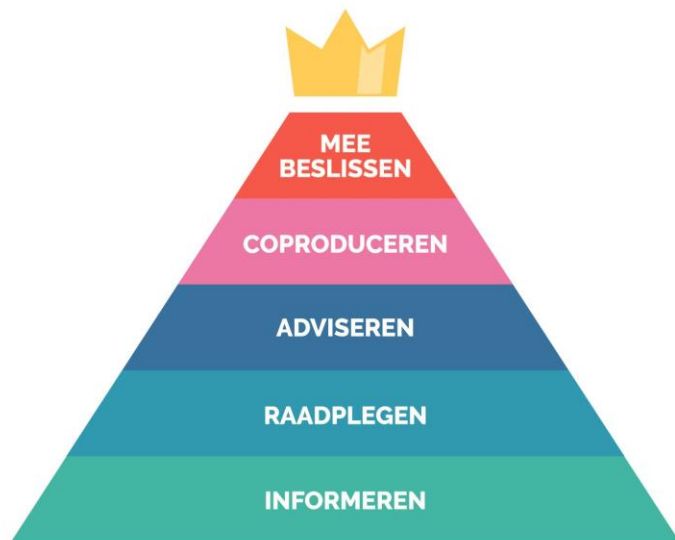 MEE
BESLISSEN
COPRODUCEREN
ADVISEREN
RAADPLEGEN
INFORMEREN